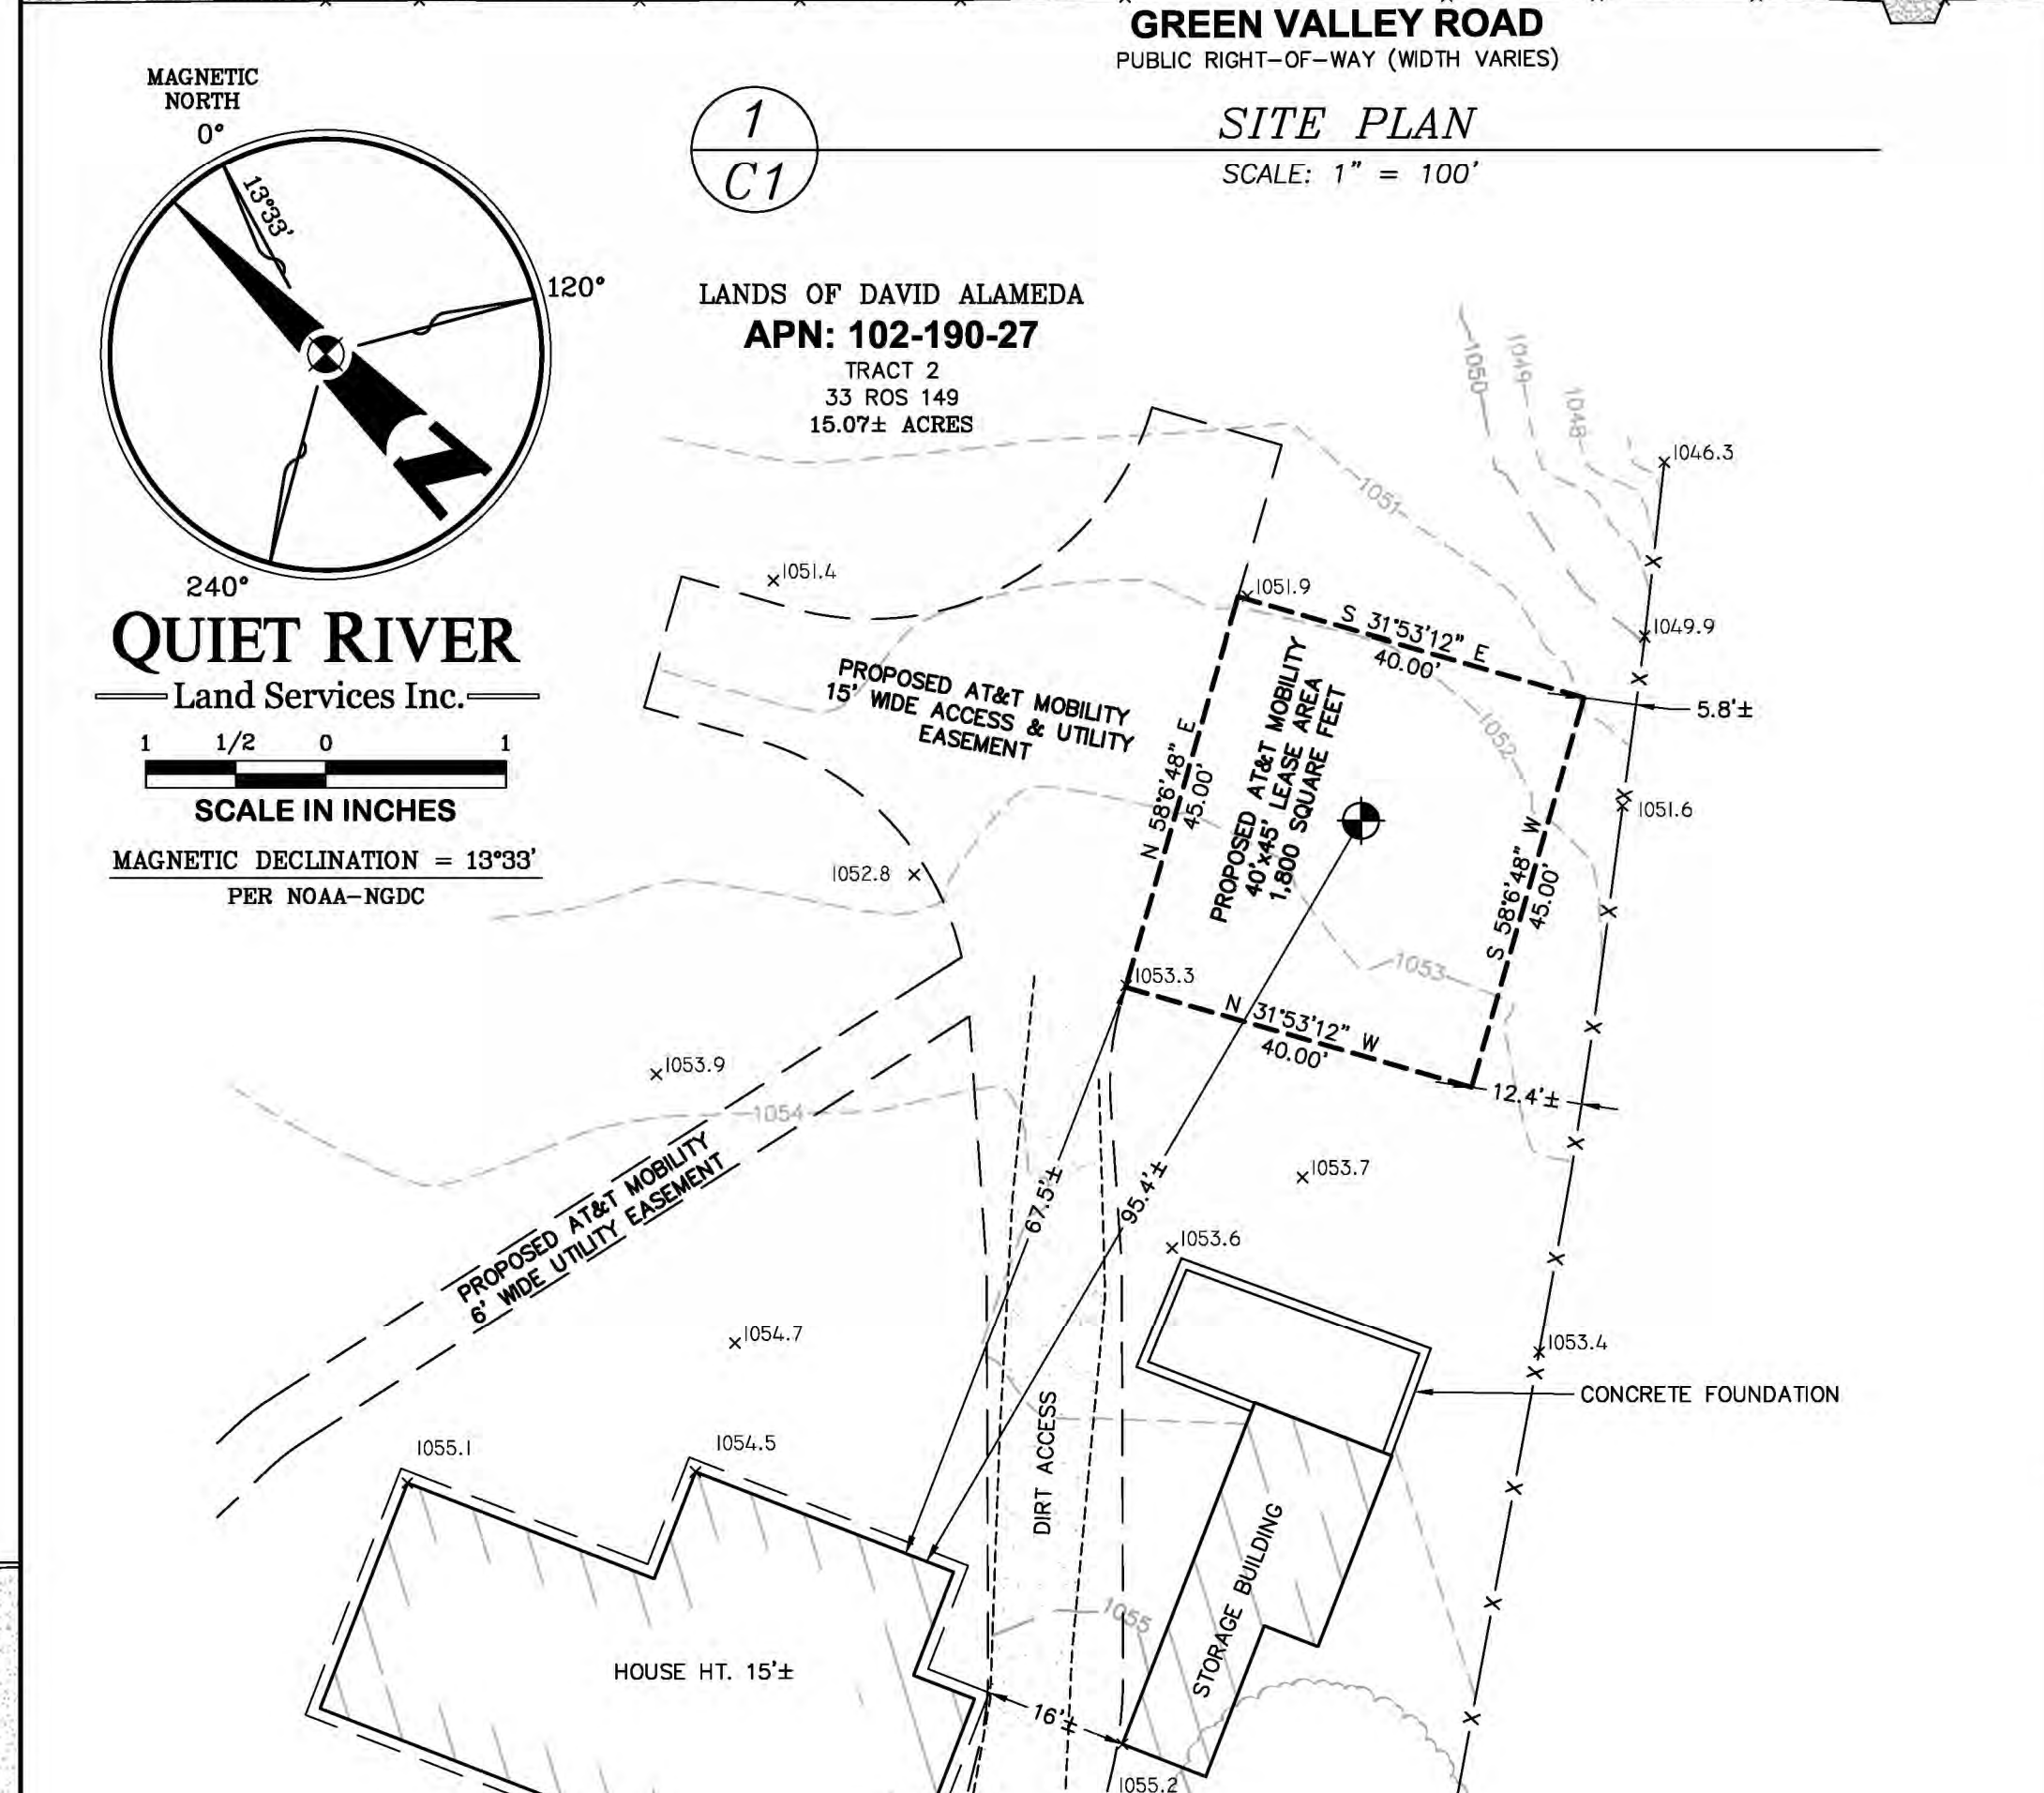 GREEN VALLEY ROAD
PUBLIC RIGHT-OF-WAY (WIDTH VARIES)
1
C1
SITE PLAN
SCALE: 1" = 100'
MAGNETIC
NORTH
0°
13°33'
120°
240°
N
QUIET RIVER
Land Services Inc.
1 1/2 0 1
SCALE IN INCHES
MAGNETIC DECLINATION = 13°33'
PER NOAA-NGDC
LANDS OF DAVID ALAMEDA
APN: 102-190-27
TRACT 2
33 ROS 149
15.07± ACRES
1050
1049
1048
1046.3
1051
1051.4
1051.9
S 31°53'12" E
40.00'
1049.9
5.8'±
PROPOSED AT&T MOBILITY
15' WIDE ACCESS & UTILITY
EASEMENT
N 58°6'48" E
45.00'
PROPOSED AT&T MOBILITY
40'x45' LEASE AREA
1,800 SQUARE FEET
1052
1051.6
S 58°6'48" W
45.00'
1052.8
1053
1053.3
N 31°53'12" W
40.00'
12.4'±
1053.9
1054
PROPOSED AT&T MOBILITY
6' WIDE UTILITY EASEMENT
67.5'±
95.4'±
1053.7
1053.6
1054.7
1053.4
CONCRETE FOUNDATION
1055.1
1054.5
DIRT ACCESS
STORAGE BUILDING
1055
HOUSE HT. 15'±
16'±
1055.2